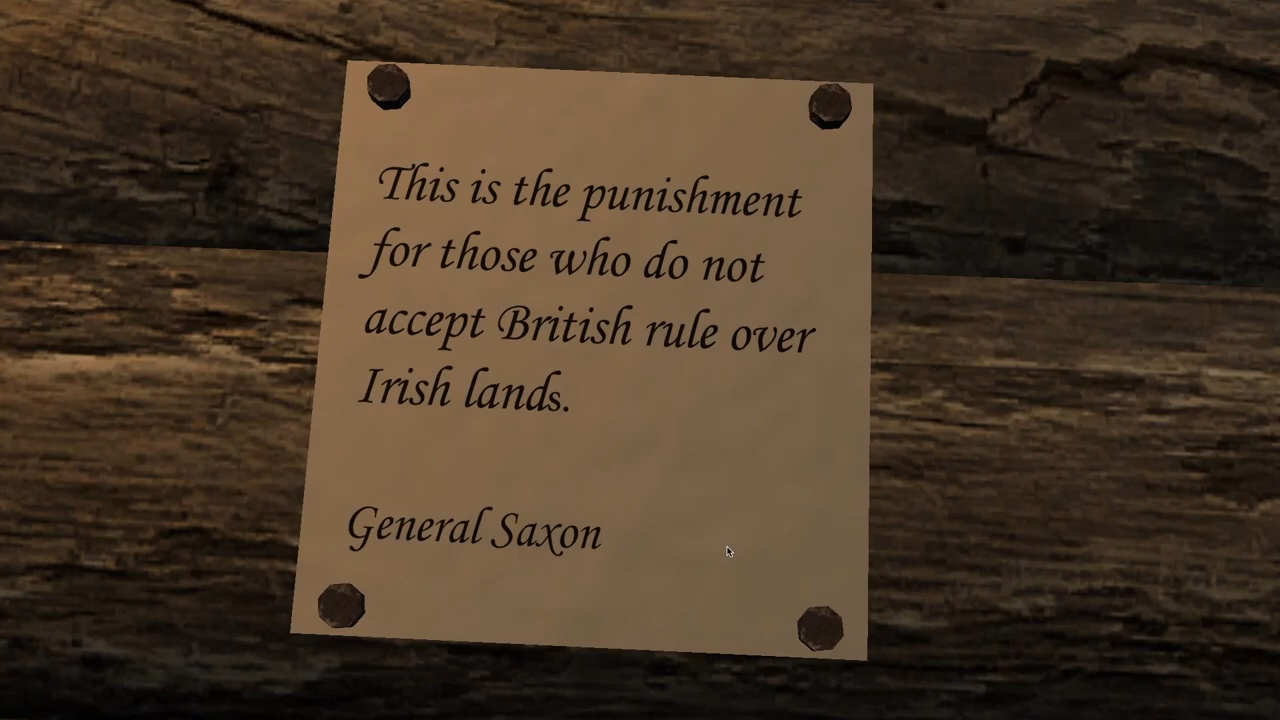 This is the punishment
for those who do not
accept British rule over
Irish lands.
General Saxon